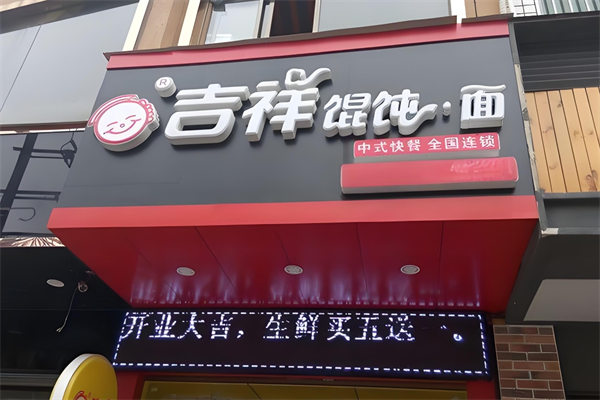 ®吉祥馄饨·面
中式快餐 全国连锁
开业大吉，生鲜买五送一。